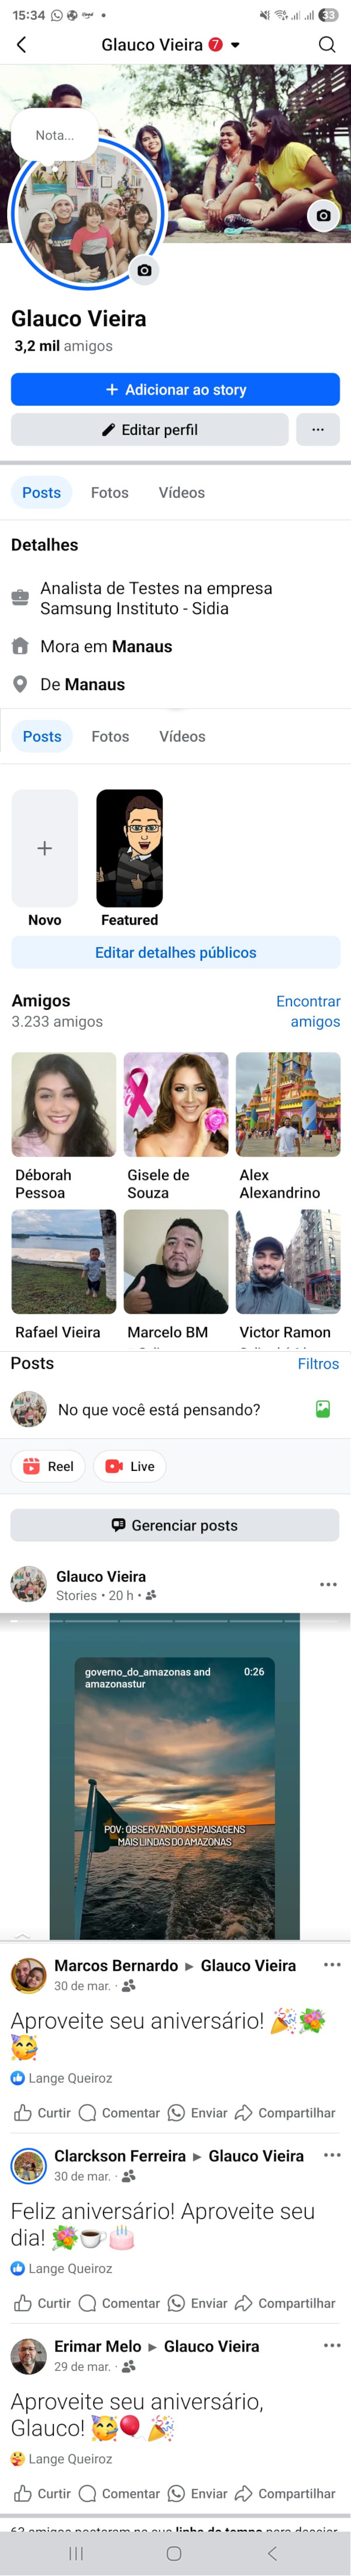 15:34
33
Glauco Vieira 7
Nota...
Glauco Vieira
3,2 mil amigos
+ Adicionar ao story
Editar perfil
Posts Fotos Vídeos
Detalhes
Analista de Testes na empresa
Samsung Instituto - Sidia
Mora em Manaus
De Manaus
Posts Fotos Vídeos
Novo Featured
Editar detalhes públicos
Amigos Encontrar
3.233 amigos amigos
Déborah Gisele de Alex
Pessoa Souza Alexandrino
Rafael Vieira Marcelo BM Victor Ramon
Posts Filtros
No que você está pensando?
Reel Live
Gerenciar posts
Glauco Vieira
Stories • 20 h •
governo_do_amazonas and 0:26
amazonastur
POV: OBSERVANDO AS PAISAGENS
MAIS LINDAS DO AMAZONAS
Marcos Bernardo ▸ Glauco Vieira
30 de mar. ·
Aproveite seu aniversário! 🎉💐
🥳
Lange Queiroz
Curtir Comentar Enviar Compartilhar
Clarckson Ferreira ▸ Glauco Vieira
30 de mar. ·
Feliz aniversário! Aproveite seu
dia! 💐☕🎂
Lange Queiroz
Curtir Comentar Enviar Compartilhar
Erimar Melo ▸ Glauco Vieira
29 de mar. ·
Aproveite seu aniversário,
Glauco! 🥳🎈🎉
Lange Queiroz
Curtir Comentar Enviar Compartilhar